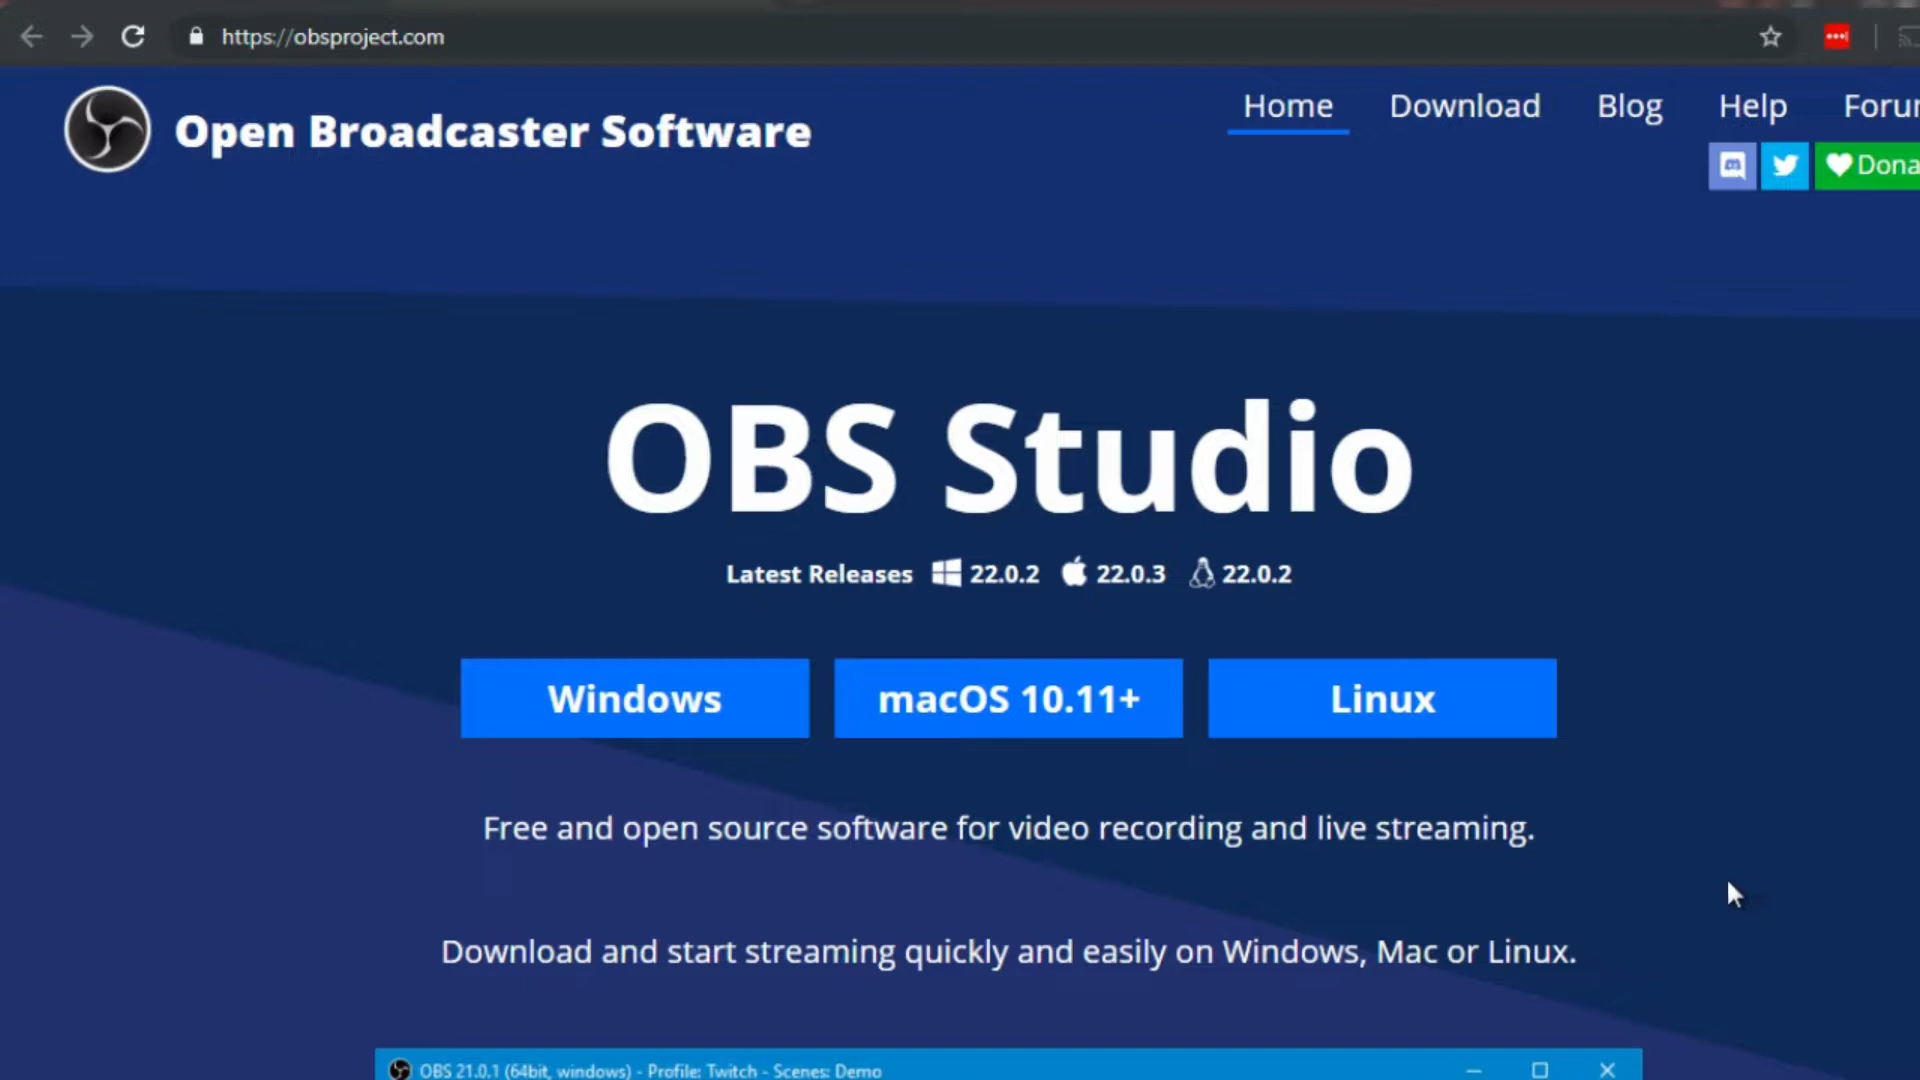 https://obsproject.com
Open Broadcaster Software
Home Download Blog Help
OBS Studio
Latest Releases 22.0.2 22.0.3 22.0.2
Windows macOS 10.11+ Linux
Free and open source software for video recording and live streaming.
Download and start streaming quickly and easily on Windows, Mac or Linux.
OBS 21.0.1 (64bit, windows) - Profile: Twitch - Scenes: Demo